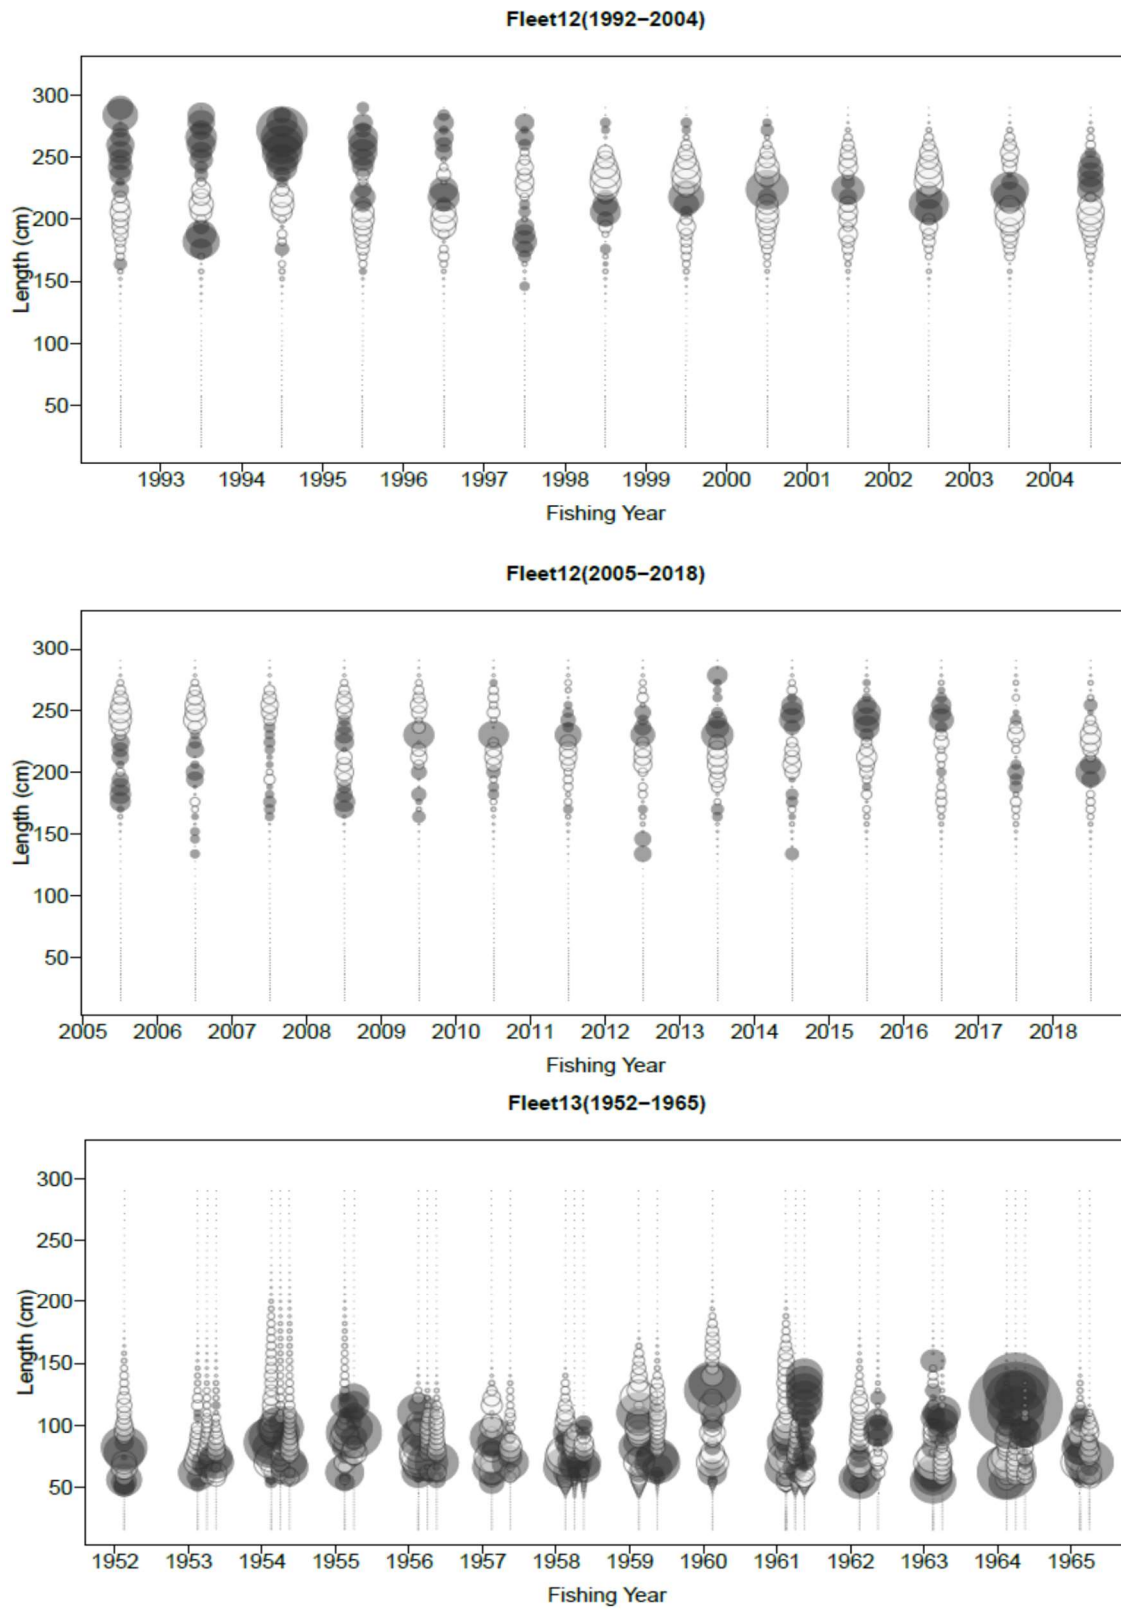 Fleet12(1992−2004)
300
250
200
150
100
50
Length (cm)
1993 1994 1995 1996 1997 1998 1999 2000 2001 2002 2003 2004
Fishing Year
Fleet12(2005−2018)
300
250
200
150
100
50
Length (cm)
2005 2006 2007 2008 2009 2010 2011 2012 2013 2014 2015 2016 2017 2018
Fishing Year
Fleet13(1952−1965)
300
250
200
150
100
50
Length (cm)
1952 1953 1954 1955 1956 1957 1958 1959 1960 1961 1962 1963 1964 1965
Fishing Year